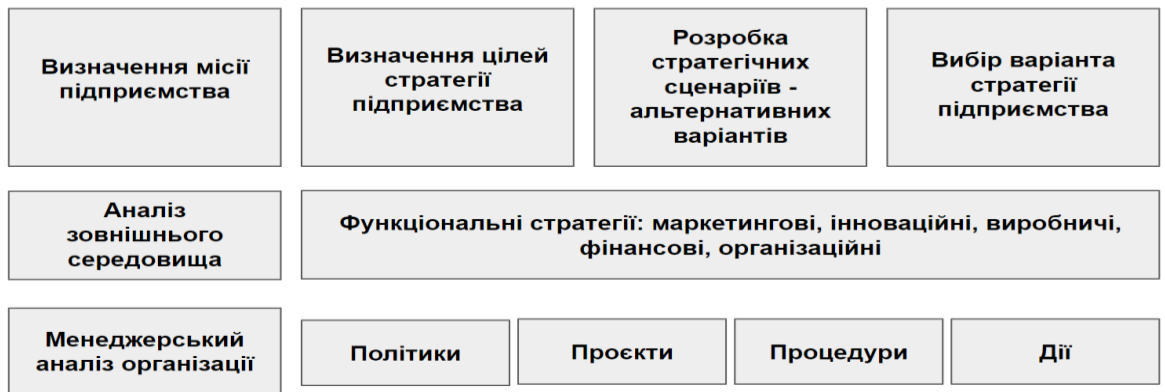 Визначення місії
підприємства
Визначення цілей
стратегії
підприємства
Розробка
стратегічних
сценаріїв -
альтернативних
варіантів
Вибір варіанта
стратегії
підприємства
Аналіз
зовнішнього
середовища
Функціональні стратегії: маркетингові, інноваційні, виробничі,
фінансові, організаційні
Менеджерський
аналіз організації
Політики
Проєкти
Процедури
Дії